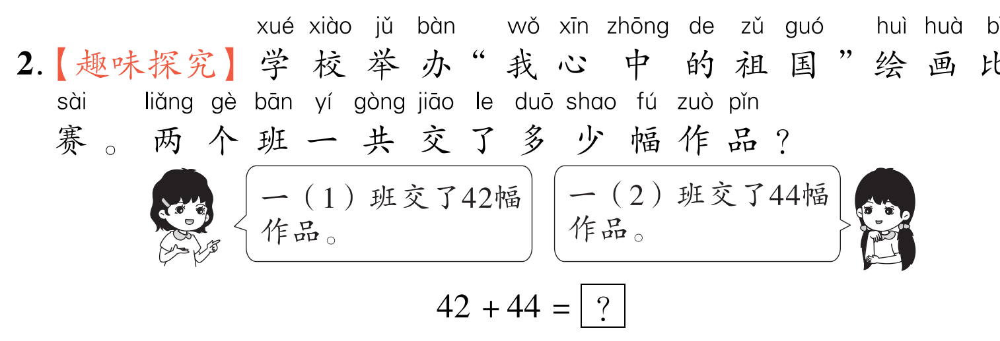 xué xiào jǔ bàn wǒ xīn zhōng de zǔ guó huì huà
2.【趣味探究】学校举办“我心中的祖国”绘画比
sài liǎng gè bān yí gòng jiāo le duō shao fú zuò pǐn
赛。两个班一共交了多少幅作品？
一（1）班交了42幅
作品。
一（2）班交了44幅
作品。
42 + 44 = ?